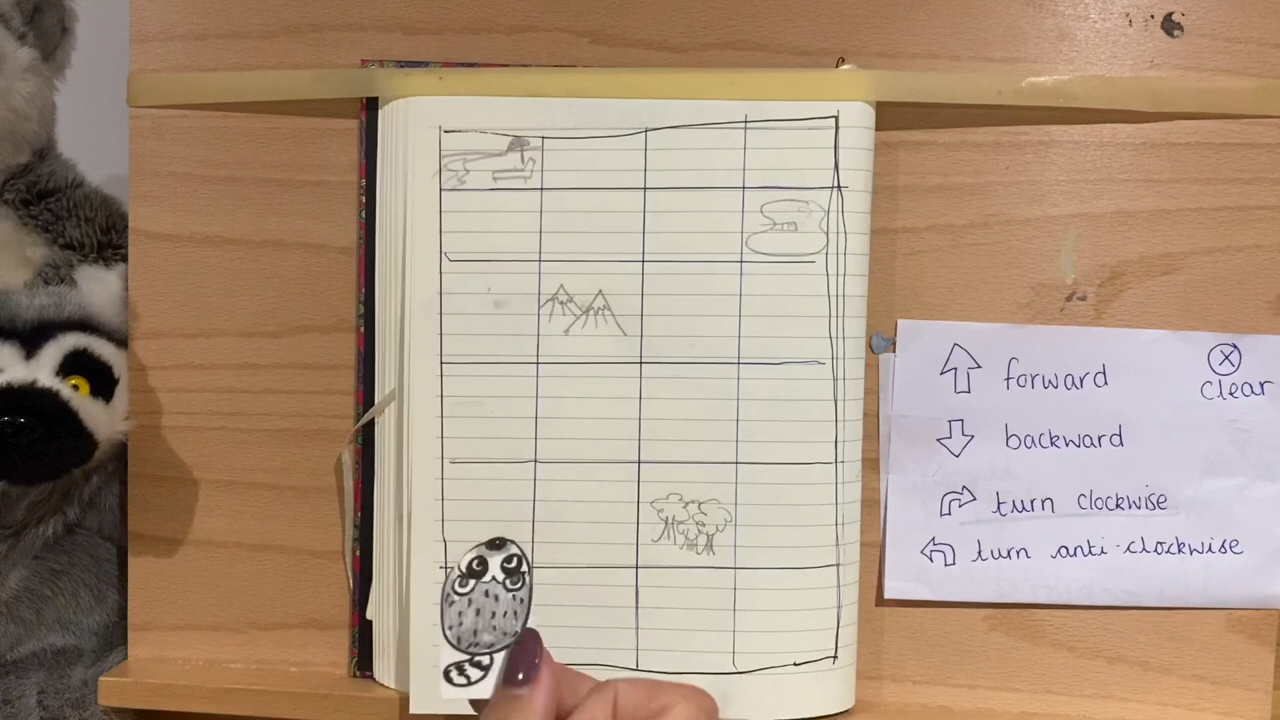 forward
clear
backward
turn clockwise
turn anti-clockwise